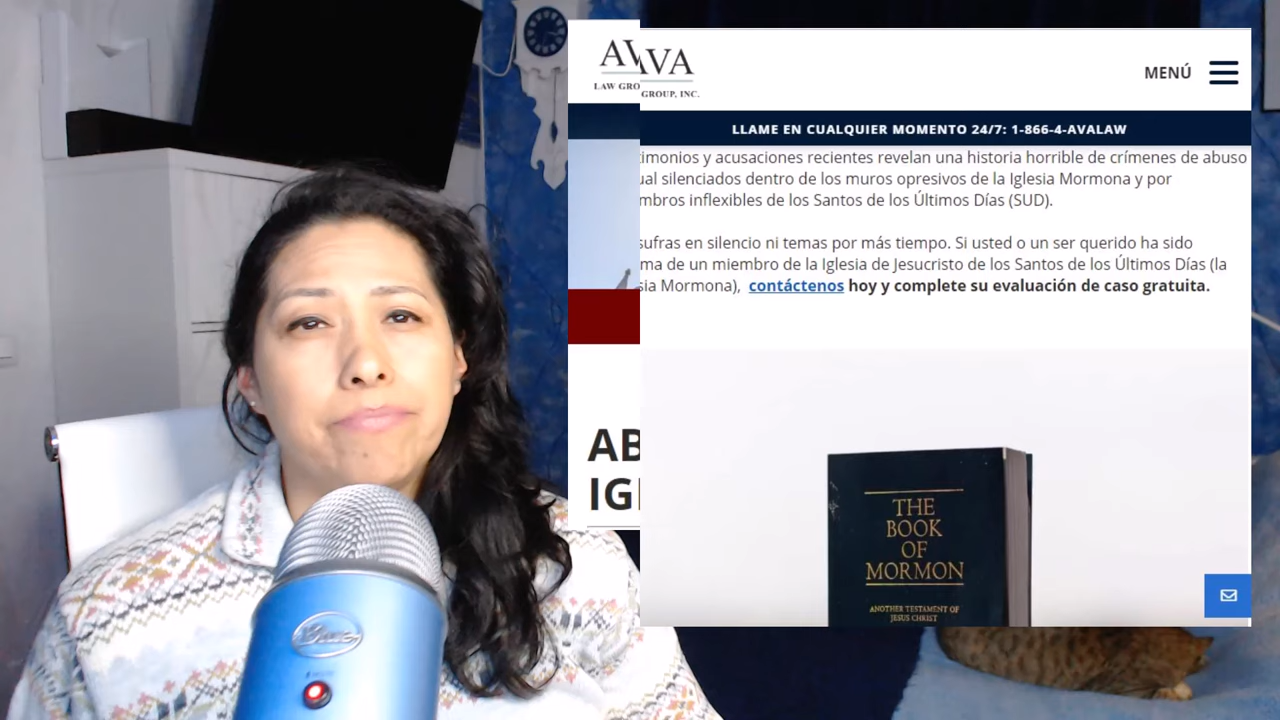 AVA
LAW GROUP, INC.
MENÚ
LLAME EN CUALQUIER MOMENTO 24/7: 1-866-4-AVALAW
timonios y acusaciones recientes revelan una historia horrible de crímenes de abuso
ual silenciados dentro de los muros opresivos de la Iglesia Mormona y por
mbros inflexibles de los Santos de los Últimos Días (SUD).
sufras en silencio ni temas por más tiempo. Si usted o un ser querido ha sido
ma de un miembro de la Iglesia de Jesucristo de los Santos de los Últimos Días (la
sia Mormona), contáctenos hoy y complete su evaluación de caso gratuita.
AB
IGL
THE
BOOK
OF
MORMON
ANOTHER TESTAMENT OF
JESUS CHRIST
Blue